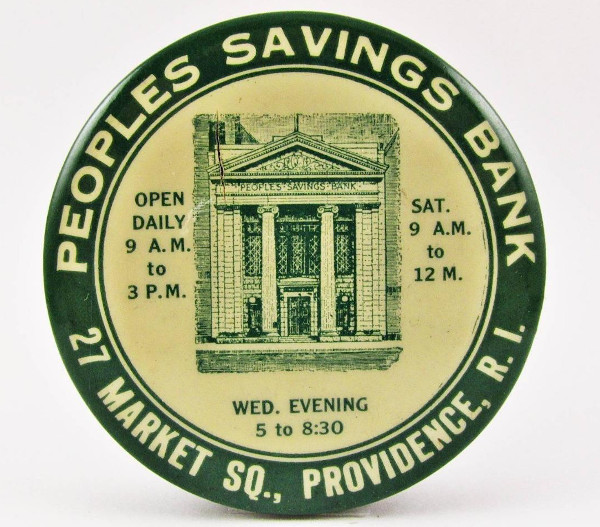 PEOPLES SAVINGS BANK
PEOPLES·SAVINGS·BANK
OPEN
DAILY
9 A.M.
to
3 P.M.
SAT.
9 A.M.
to
12 M.
WED. EVENING
5 to 8:30
27 MARKET SQ., PROVIDENCE, R. I.